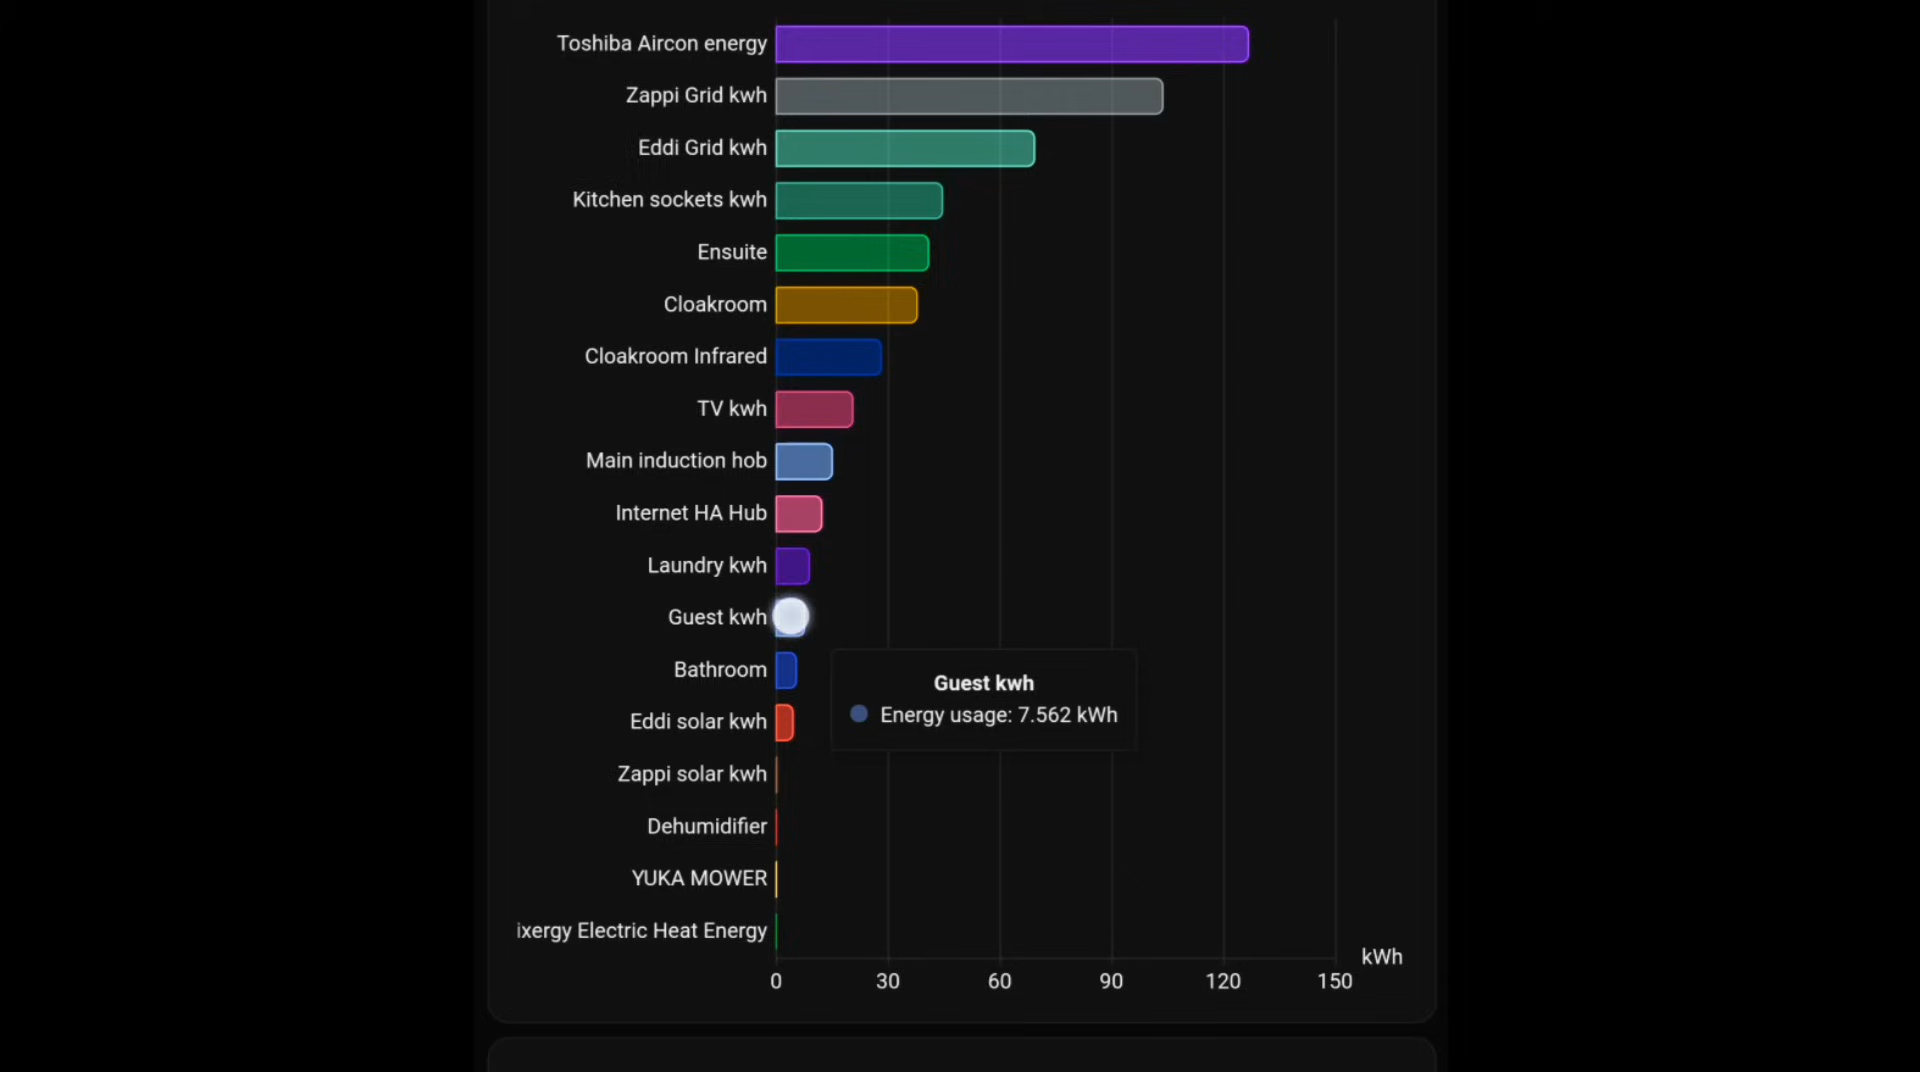 Toshiba Aircon energy
Zappi Grid kwh
Eddi Grid kwh
Kitchen sockets kwh
Ensuite
Cloakroom
Cloakroom Infrared
TV kwh
Main induction hob
Internet HA Hub
Laundry kwh
Guest kwh
Bathroom
Guest kwh
Energy usage: 7.562 kWh
Eddi solar kwh
Zappi solar kwh
Dehumidifier
YUKA MOWER
ixergy Electric Heat Energy
kWh
0 30 60 90 120 150